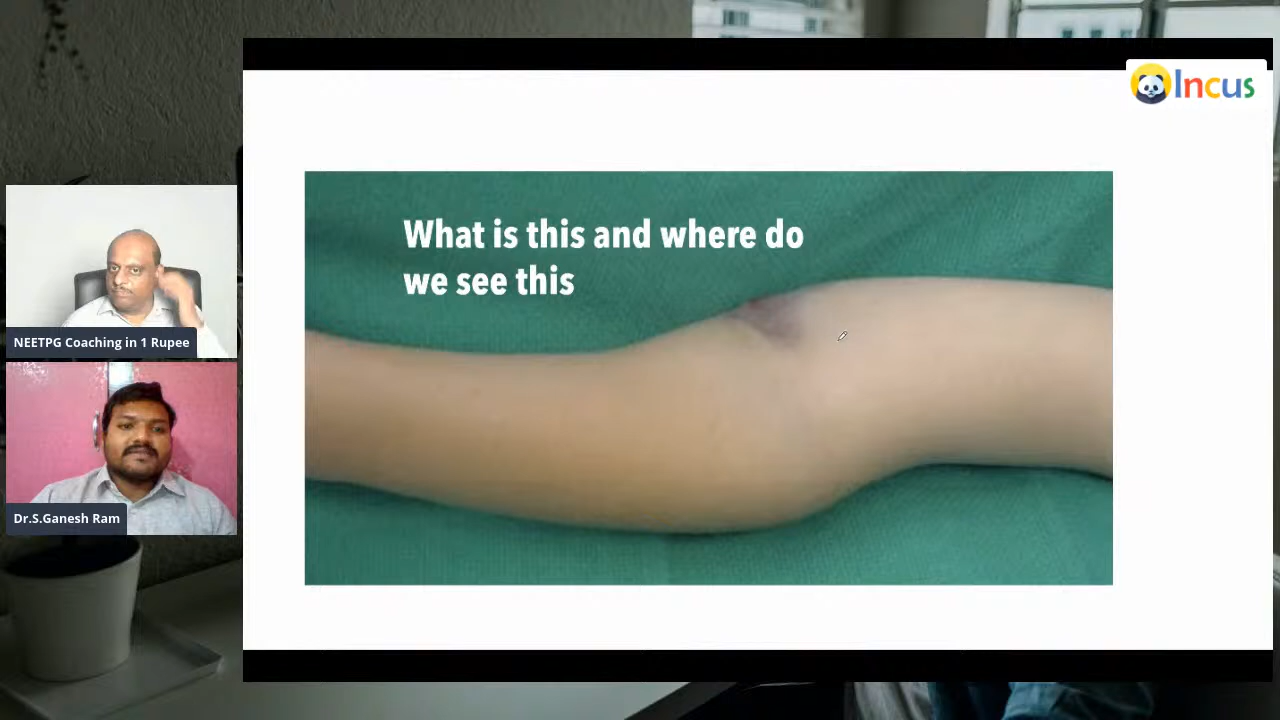 Incus
What is this and where do
we see this
NEETPG Coaching in 1 Rupee
Dr.S.Ganesh Ram